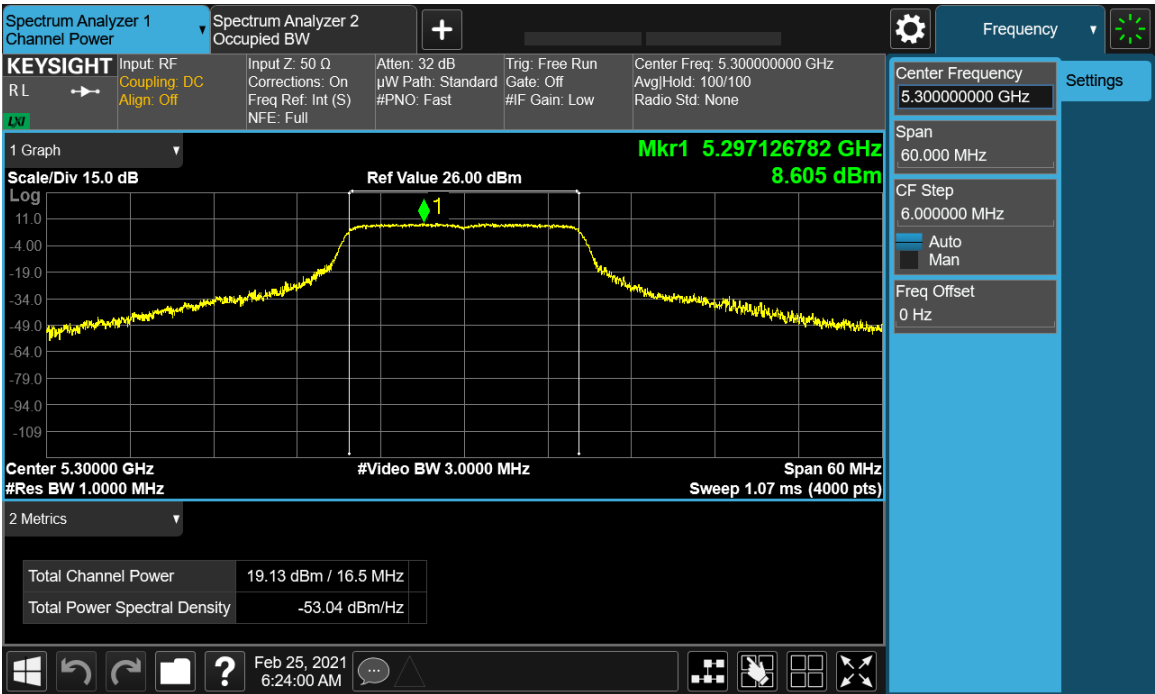 Spectrum Analyzer 1
Channel Power
Spectrum Analyzer 2
Occupied BW
Frequency
KEYSIGHT
RL
LXI
Input: RF
Coupling: DC
Align: Off
Input Z: 50 Ω
Corrections: On
Freq Ref: Int (S)
NFE: Full
Atten: 32 dB
µW Path: Standard
#PNO: Fast
Trig: Free Run
Gate: Off
#IF Gain: Low
Center Freq: 5.300000000 GHz
Avg|Hold: 100/100
Radio Std: None
Center Frequency
5.300000000 GHz
Settings
Span
60.000 MHz
CF Step
6.000000 MHz
Auto
Man
Freq Offset
0 Hz
1 Graph
Mkr1 5.297126782 GHz
8.605 dBm
Scale/Div 15.0 dB
Ref Value 26.00 dBm
Log
1
11.0
-4.00
-19.0
-34.0
-49.0
-64.0
-79.0
-94.0
-109
Center 5.30000 GHz
#Video BW 3.0000 MHz
Span 60 MHz
#Res BW 1.0000 MHz
Sweep 1.07 ms (4000 pts)
2 Metrics
Total Channel Power 19.13 dBm / 16.5 MHz
Total Power Spectral Density -53.04 dBm/Hz
?
Feb 25, 2021
6:24:00 AM